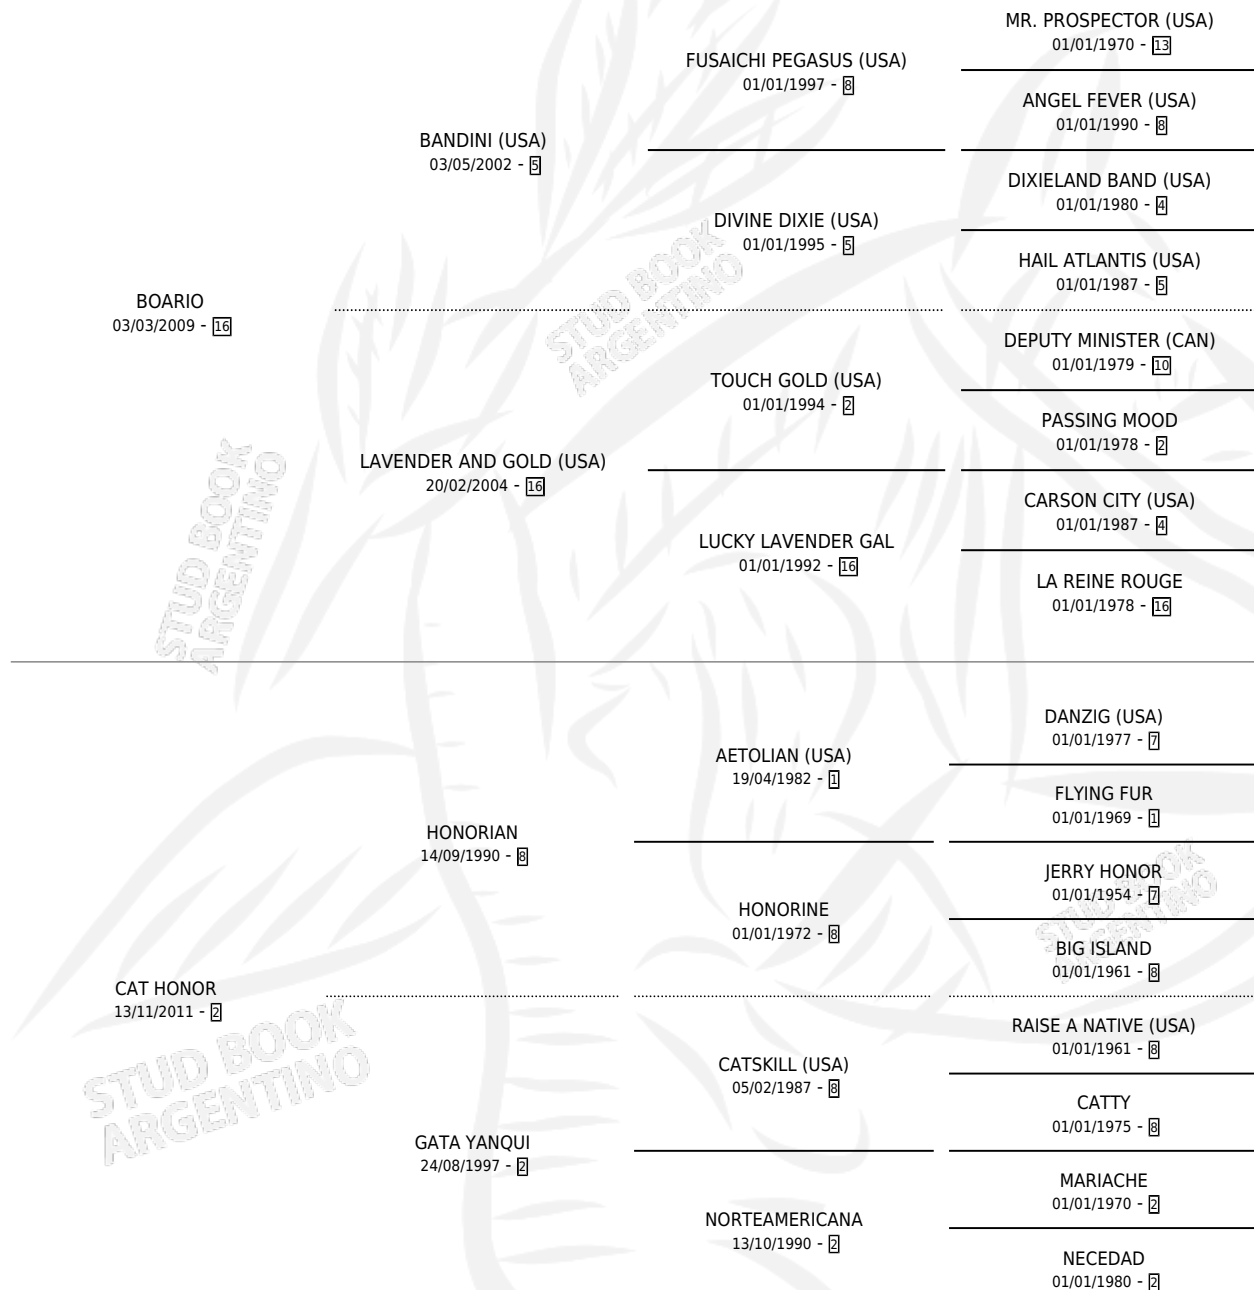 MR. PROSPECTOR (USA)
01/01/1970 - 13
FUSAICHI PEGASUS (USA)
01/01/1997 - 8
ANGEL FEVER (USA)
01/01/1990 - 8
BANDINI (USA)
03/05/2002 - 5
DIXIELAND BAND (USA)
01/01/1980 - 4
DIVINE DIXIE (USA)
01/01/1995 - 5
HAIL ATLANTIS (USA)
01/01/1987 - 5
BOARIO
03/03/2009 - 16
DEPUTY MINISTER (CAN)
01/01/1979 - 10
TOUCH GOLD (USA)
01/01/1994 - 2
PASSING MOOD
01/01/1978 - 2
LAVENDER AND GOLD (USA)
20/02/2004 - 16
CARSON CITY (USA)
01/01/1987 - 4
LUCKY LAVENDER GAL
01/01/1992 - 16
LA REINE ROUGE
01/01/1978 - 16
DANZIG (USA)
01/01/1977 - 7
AETOLIAN (USA)
19/04/1982 - 1
FLYING FUR
01/01/1969 - 1
HONORIAN
14/09/1990 - 8
JERRY HONOR
01/01/1954 - 7
HONORINE
01/01/1972 - 8
BIG ISLAND
01/01/1961 - 8
CAT HONOR
13/11/2011 - 2
RAISE A NATIVE (USA)
01/01/1961 - 8
CATSKILL (USA)
05/02/1987 - 8
CATTY
01/01/1975 - 8
GATA YANQUI
24/08/1997 - 2
MARIACHE
01/01/1970 - 2
NORTEAMERICANA
13/10/1990 - 2
NECEDAD
01/01/1980 - 2
STUD BOOK
ARGENTINO
STUD BOOK
ARGENTINO
STUD BOOK
ARGENTINO
STUD BOOK
ARGENTINO